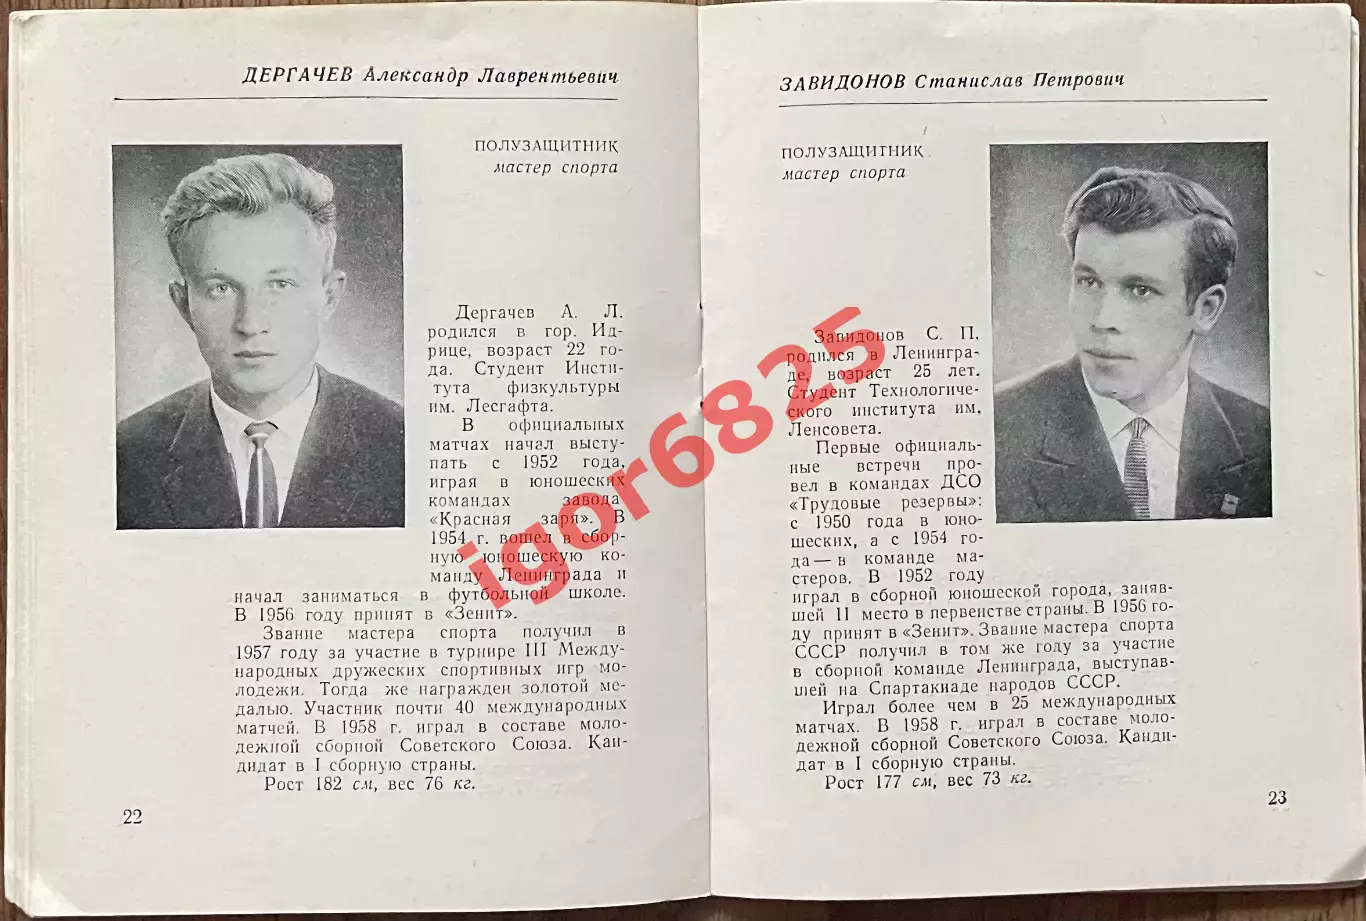 ДЕРГАЧЕВ Александр Лаврентьевич
ПОЛУЗАЩИТНИК
мастер спорта
Дергачев А. Л.
родился в гор. Ид-
рице, возраст 22 го-
да. Студент Инсти-
тута физкультуры
им. Лесгафта.
В официальных
матчах начал высту-
пать с 1952 года,
играя в юношеских
командах завода
«Красная заря». В
1954 г. вошел в сбор-
ную юношескую ко-
манду Ленинграда и
начал заниматься в футбольной школе.
В 1956 году принят в «Зенит».
Звание мастера спорта получил в
1957 году за участие в турнире III Между-
народных дружеских спортивных игр мо-
лодежи. Тогда же награжден золотой ме-
далью. Участник почти 40 международных
матчей. В 1958 г. играл в составе моло-
дежной сборной Советского Союза. Кан-
дидат в I сборную страны.
Рост 182 см, вес 76 кг.
22
ЗАВИДОНОВ Станислав Петрович
ПОЛУЗАЩИТНИК
мастер спорта
Завидонов С. П.
родился в Ленингра-
де, возраст 25 лет.
Студент Технологиче-
ского института им.
Ленсовета.
Первые официаль-
ные встречи про-
вел в командах ДСО
«Трудовые резервы»:
с 1950 года в юно-
шеских, а с 1954 го-
да — в команде ма-
стеров. В 1952 году
играл в сборной юношеской города, заняв-
шей II место в первенстве страны. В 1956 го-
ду принят в «Зенит». Звание мастера спорта
СССР получил в том же году за участие
в сборной команде Ленинграда, выступав-
шей на Спартакиаде народов СССР.
Играл более чем в 25 международных
матчах. В 1958 г. играл в составе моло-
дежной сборной Советского Союза. Канди-
дат в I сборную страны.
Рост 177 см, вес 73 кг.
23
igor6825